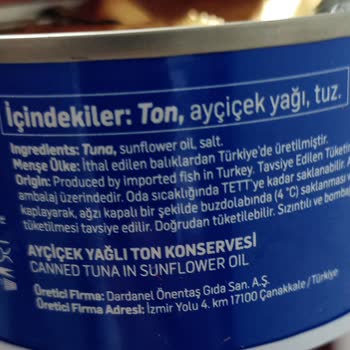 İçindekiler: Ton, ayçiçek yağı, tuz.
Ingredients: Tuna, sunflower oil, salt.
Menşe Ülke: İthal edilen balıklardan Türkiye'de üretilmiştir.
Origin: Produced by imported fish in Turkey. Tavsiye Edilen Tüketim
ambalaj üzerindedir. Oda sıcaklığında TETT'ye kadar saklanabilir.
kaplayarak, ağzı kapalı bir şekilde buzdolabında (4 °C) saklanması
tüketilmesi tavsiye edilir. Doğrudan tüketilebilir. Sızıntılı ve
AYÇİÇEK YAĞLI TON KONSERVESİ
CANNED TUNA IN SUNFLOWER OIL
Üretici Firma: Dardanel Önentaş Gıda San. A.Ş.
Üretici Firma Adresi: İzmir Yolu 4. km 17100 Çanakkale / Türkiye